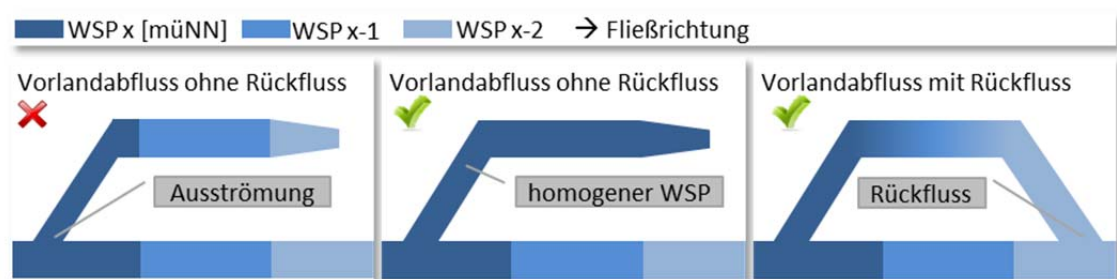 WSP x [müNN] WSP x-1 WSP x-2 → Fließrichtung
Vorlandabfluss ohne Rückfluss
Ausströmung
Vorlandabfluss ohne Rückfluss
homogener WSP
Vorlandabfluss mit Rückfluss
Rückfluss